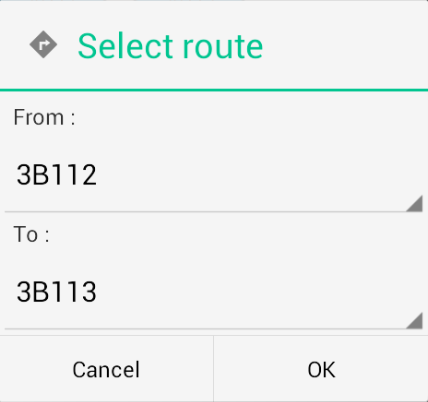 Select route
From :
3B112
To :
3B113
Cancel OK